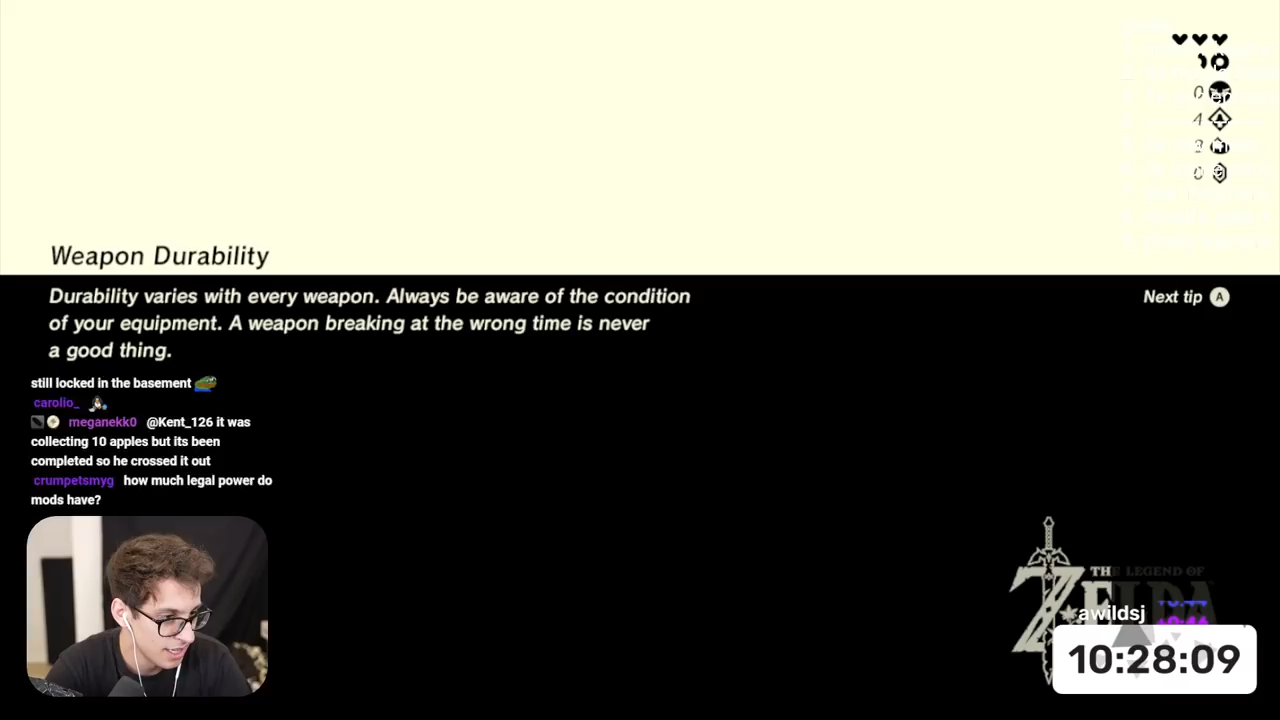 0
4
0
Weapon Durability
Durability varies with every weapon. Always be aware of the condition
of your equipment. A weapon breaking at the wrong time is never
a good thing.
Next tip A
still locked in the basement
carolio_
meganekk0 @Kent_126 it was
collecting 10 apples but its been
completed so he crossed it out
crumpetsmyg how much legal power do
mods have?
THE LEGEND OF
ZELDA
awildsj
10:28:09